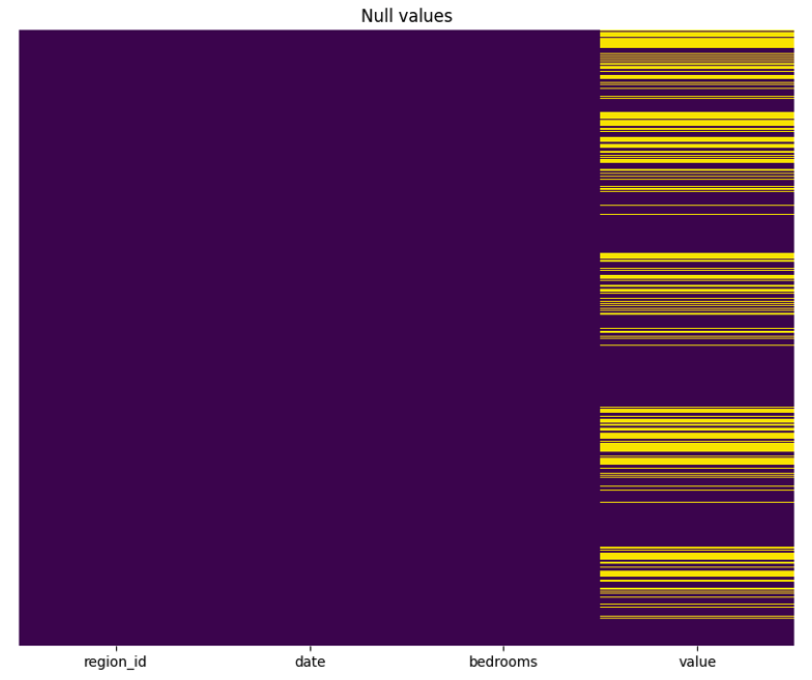 Null values
region_id
date
bedrooms
value